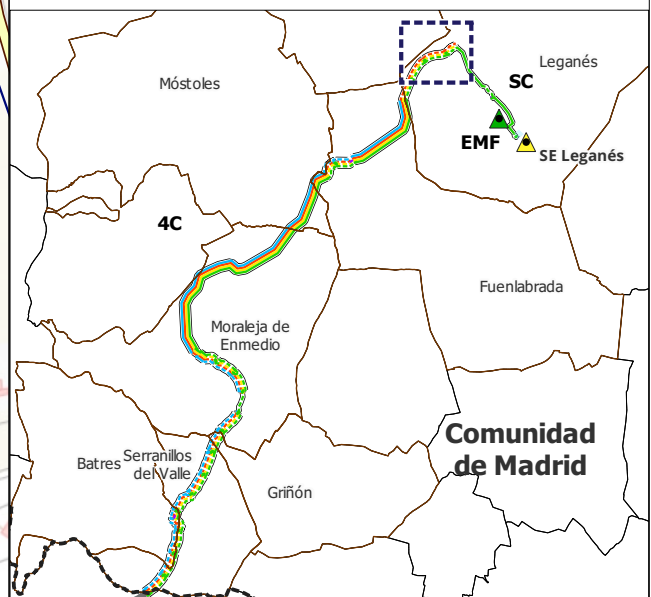 Leganés
Móstoles
SC
EMF
SE Leganés
4C
Fuenlabrada
Moraleja de
Enmedio
Comunidad
de Madrid
Batres
Serranillos
del Valle
Griñón